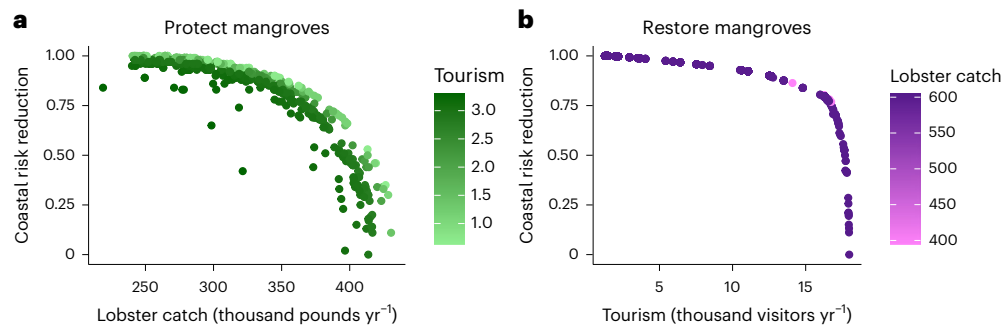 a
Protect mangroves
Coastal risk reduction
1.00
0.75
0.50
0.25
0
250 300 350 400
Lobster catch (thousand pounds yr⁻¹)
Tourism
3.0
2.5
2.0
1.5
1.0
b
Restore mangroves
Coastal risk reduction
1.00
0.75
0.50
0.25
0
5 10 15
Tourism (thousand visitors yr⁻¹)
Lobster catch
600
550
500
450
400